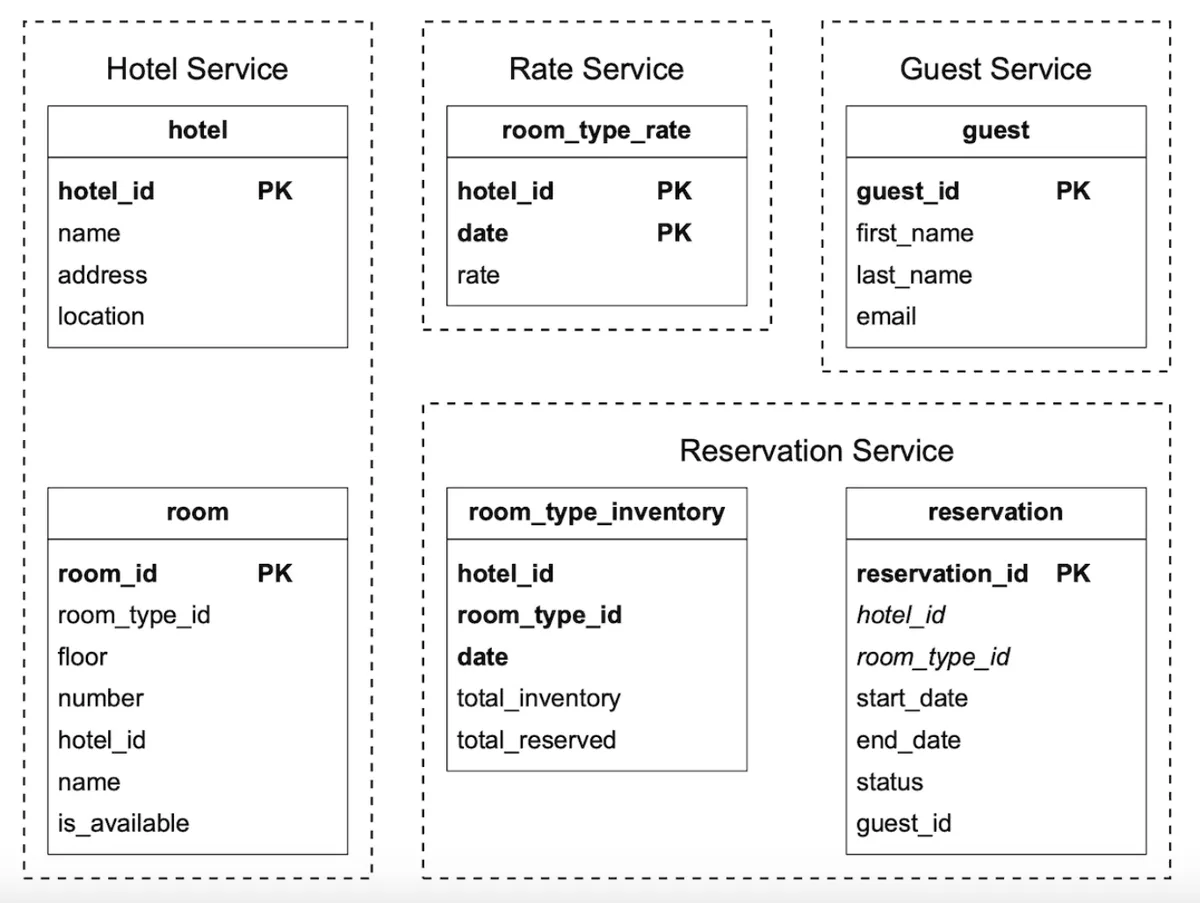 Hotel Service
hotel
hotel_id PK
name
address
location
room
room_id PK
room_type_id
floor
number
hotel_id
name
is_available
Rate Service
room_type_rate
hotel_id PK
date PK
rate
Guest Service
guest
guest_id PK
first_name
last_name
email
Reservation Service
room_type_inventory
hotel_id
room_type_id
date
total_inventory
total_reserved
reservation
reservation_id PK
hotel_id
room_type_id
start_date
end_date
status
guest_id